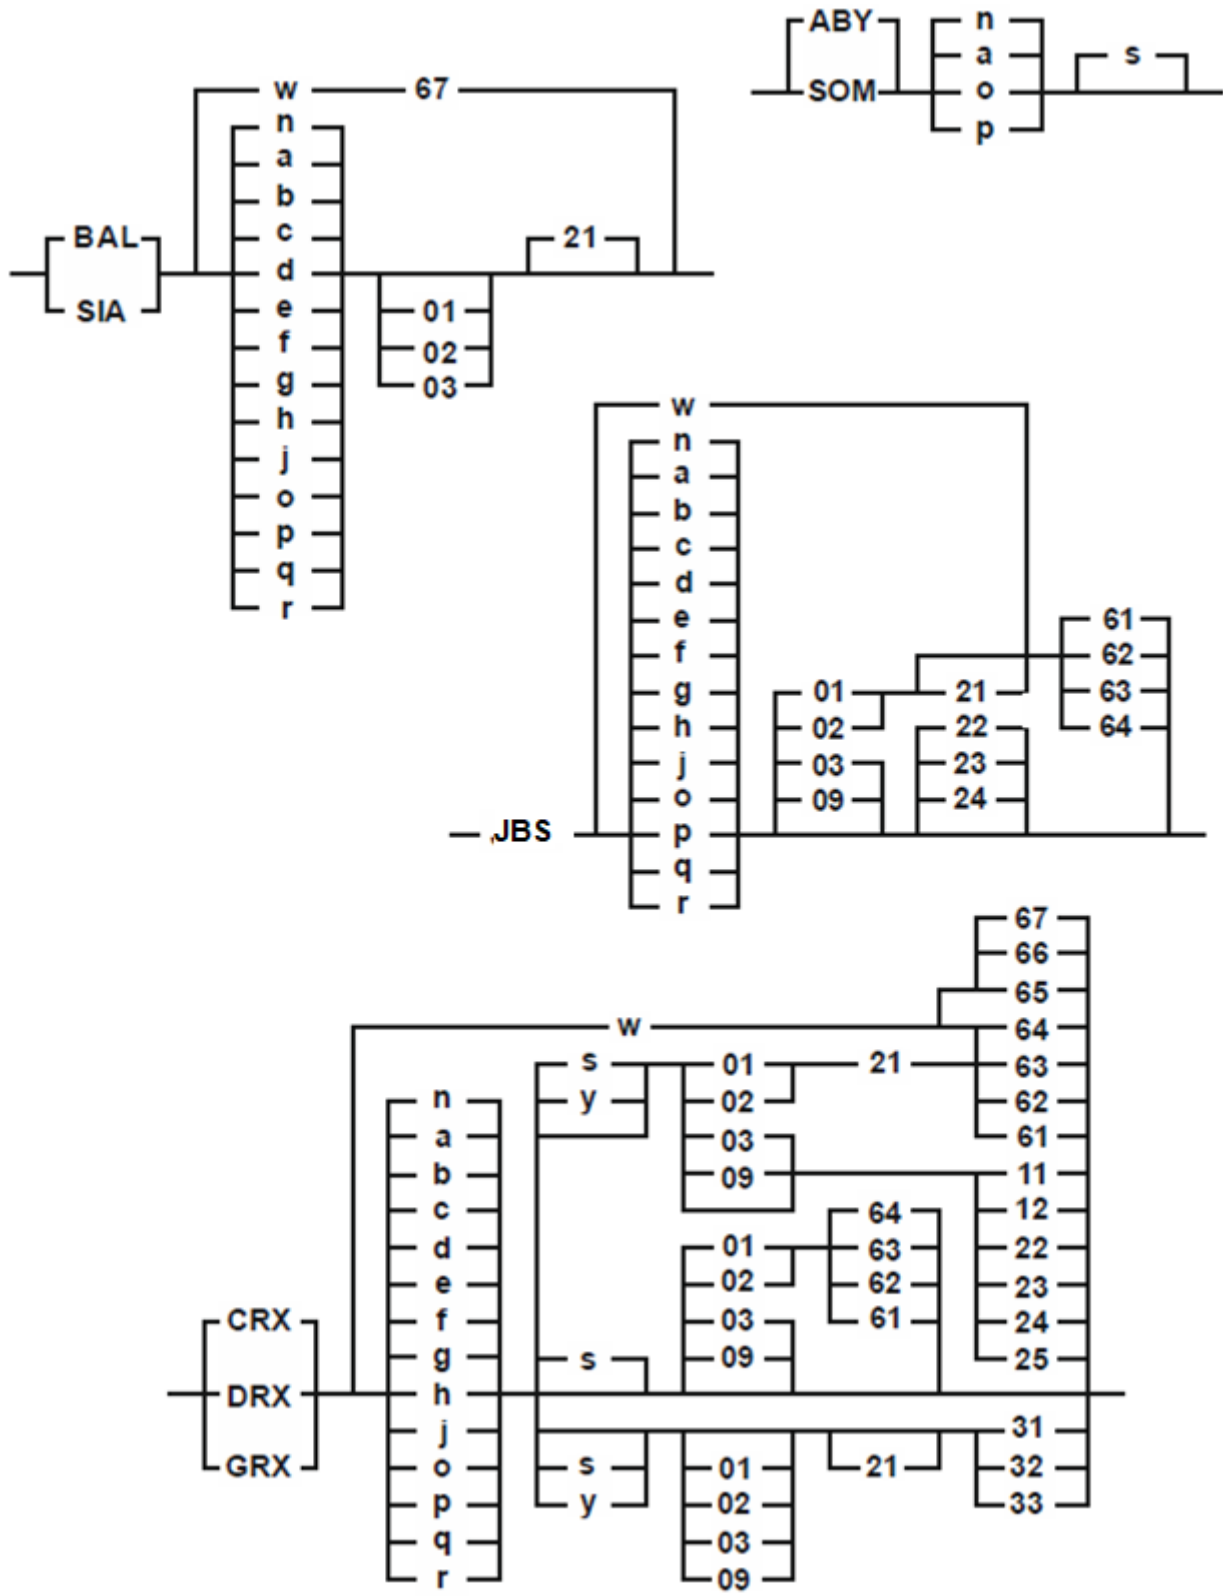 ABY
SOM
n
a
o
p
s
w 67
n
a
b
c
d
e
f
g
h
j
o
p
q
r
BAL
SIA
21
01
02
03
w
n
a
b
c
d
e
f
g
h
j
o
p
q
r
JBS
01
02
03
09
21
22
23
24
61
62
63
64
CRX
DRX
GRX
w
n
a
b
c
d
e
f
g
h
j
o
p
q
r
s
y
01
02
03
09
21
67
66
65
64
63
62
61
11
12
22
23
24
25
s
01
02
03
09
64
63
62
61
s
y
01
02
03
09
21
31
32
33